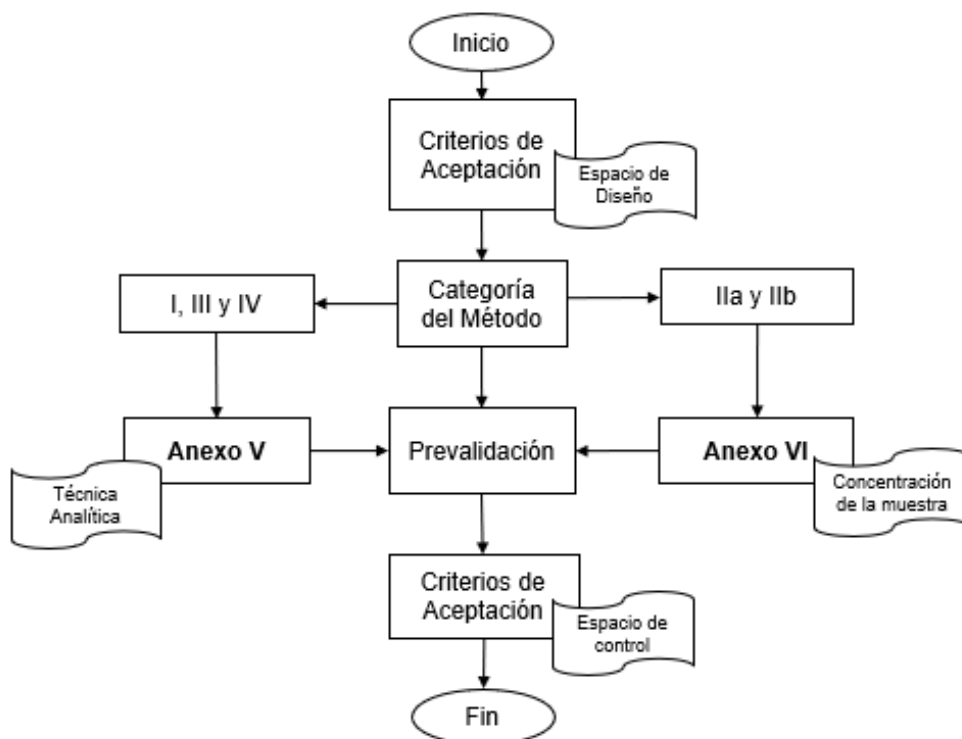 Inicio
Criterios de
Aceptación
Espacio de
Diseño
Categoría
del Método
I, III y IV
IIa y IIb
Anexo V
Prevalidación
Anexo VI
Técnica
Analítica
Concentración
de la muestra
Criterios de
Aceptación
Espacio de
control
Fin